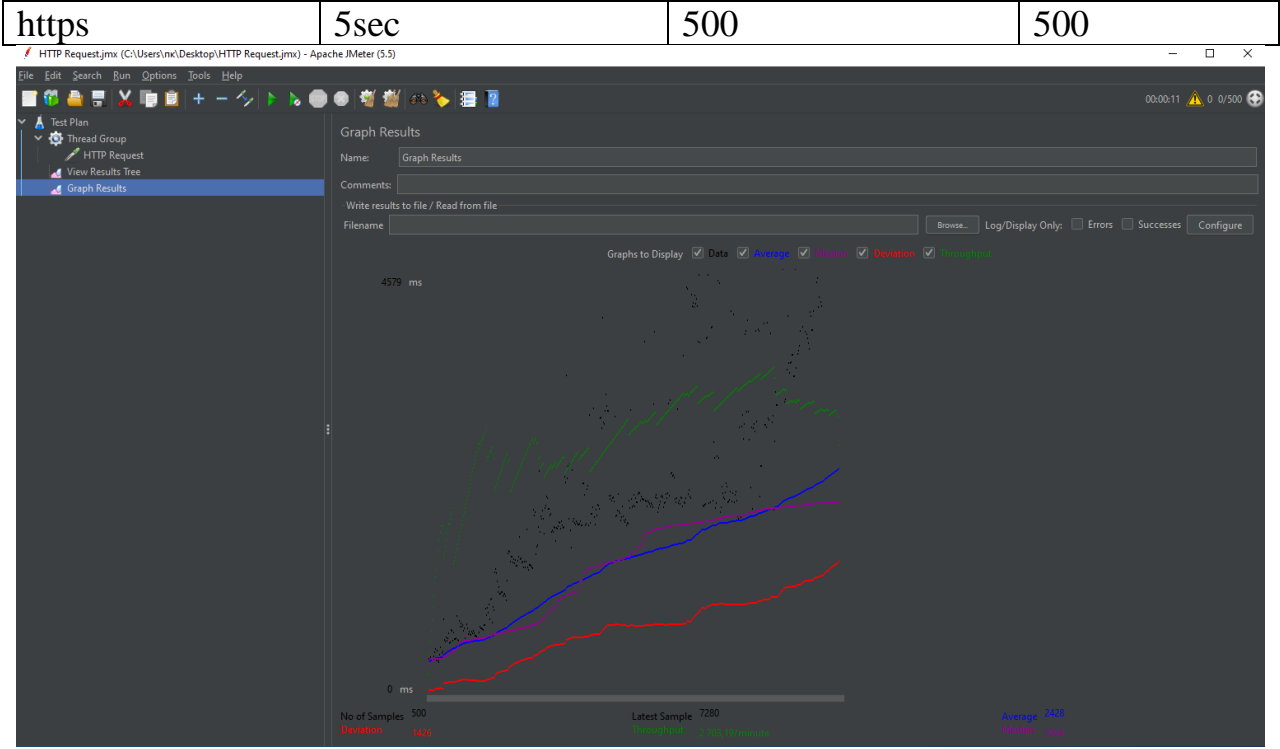 https 5sec 500 500
HTTP Request.jmx (C:\Users\пк\Desktop\HTTP Request.jmx) - Apache JMeter (5.5)
File Edit Search Run Options Tools Help
00:00:11 0 0/500
Test Plan
Thread Group
HTTP Request
View Results Tree
Graph Results
Graph Results
Name: Graph Results
Comments:
Write results to file / Read from file
Filename Browse... Log/Display Only: Errors Successes Configure
Graphs to Display Data Average Median Deviation Throughput
4579 ms
0 ms
No of Samples 500 Latest Sample 7280 Average 2428
Deviation 1426 Throughput